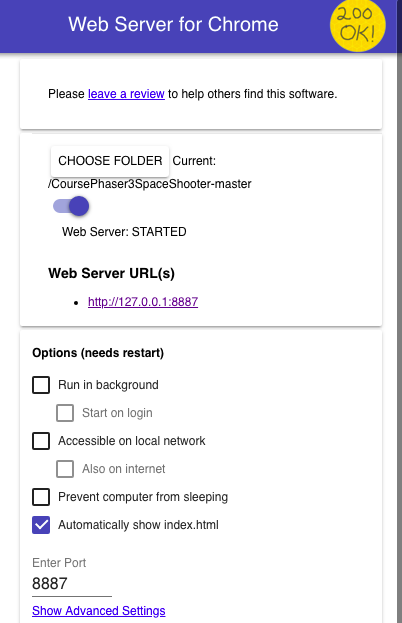 Web Server for Chrome
200
OK!
Please leave a review to help others find this software.
CHOOSE FOLDER Current:
/CoursePhaser3SpaceShooter-master
Web Server: STARTED
Web Server URL(s)
http://127.0.0.1:8887
Options (needs restart)
Run in background
Start on login
Accessible on local network
Also on internet
Prevent computer from sleeping
Automatically show index.html
Enter Port
8887
Show Advanced Settings